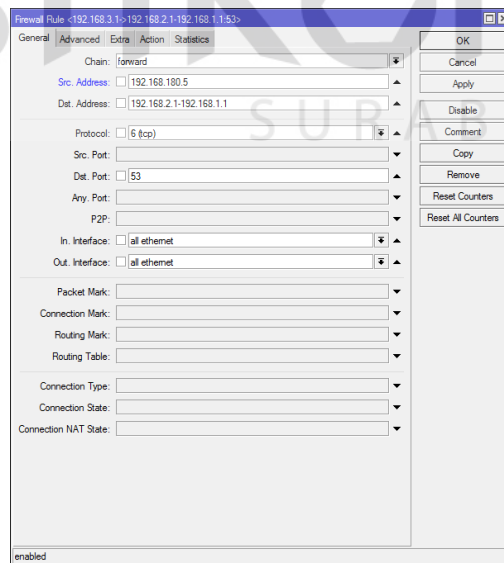 Firewall Rule <192.168.3.1->192.168.2.1-192.168.1.1:53>
General Advanced Extra Action Statistics
Chain: forward
Src. Address: 192.168.180.5
Dst. Address: 192.168.2.1-192.168.1.1
Protocol: 6 (tcp)
Src. Port:
Dst. Port: 53
Any. Port:
P2P:
In. Interface: all ethernet
Out. Interface: all ethernet
Packet Mark:
Connection Mark:
Routing Mark:
Routing Table:
Connection Type:
Connection State:
Connection NAT State:
OK
Cancel
Apply
Disable
Comment
Copy
Remove
Reset Counters
Reset All Counters
enabled